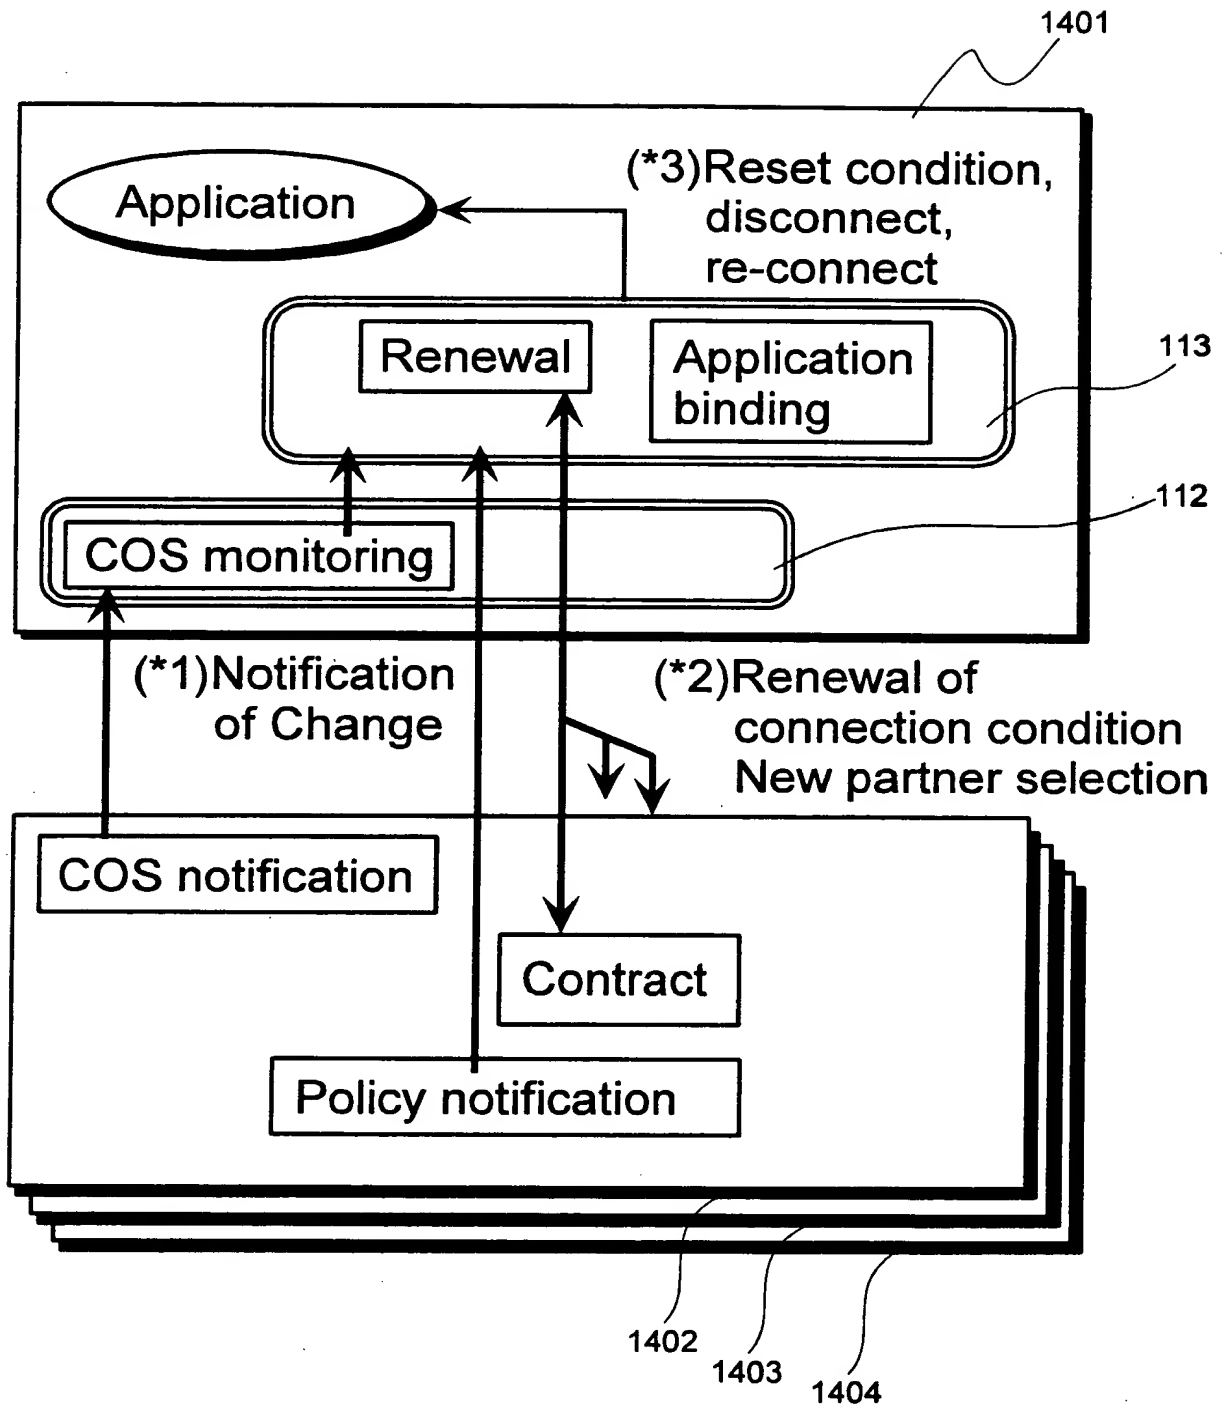 1401
Application
(*3)Reset condition,
disconnect,
re-connect
Renewal
Application
binding
113
112
COS monitoring
(*1)Notification
of Change
(*2)Renewal of
connection condition
New partner selection
COS notification
Contract
Policy notification
1402
1403
1404